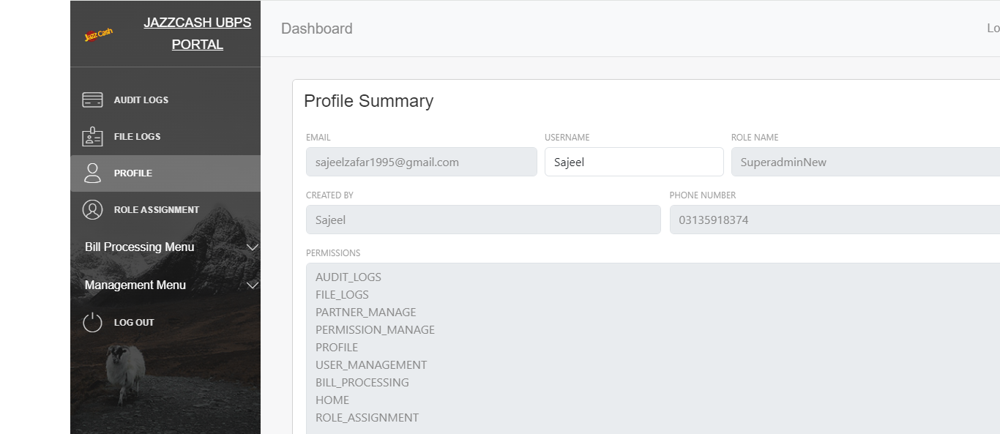 Jazz Cash
JAZZCASH UBPS
PORTAL
AUDIT LOGS
FILE LOGS
PROFILE
ROLE ASSIGNMENT
Bill Processing Menu
Management Menu
LOG OUT
Dashboard
Lo
Profile Summary
EMAIL
USERNAME
ROLE NAME
sajeelzafar1995@gmail.com
Sajeel
SuperadminNew
CREATED BY
PHONE NUMBER
Sajeel
03135918374
PERMISSIONS
AUDIT_LOGS
FILE_LOGS
PARTNER_MANAGE
PERMISSION_MANAGE
PROFILE
USER_MANAGEMENT
BILL_PROCESSING
HOME
ROLE_ASSIGNMENT